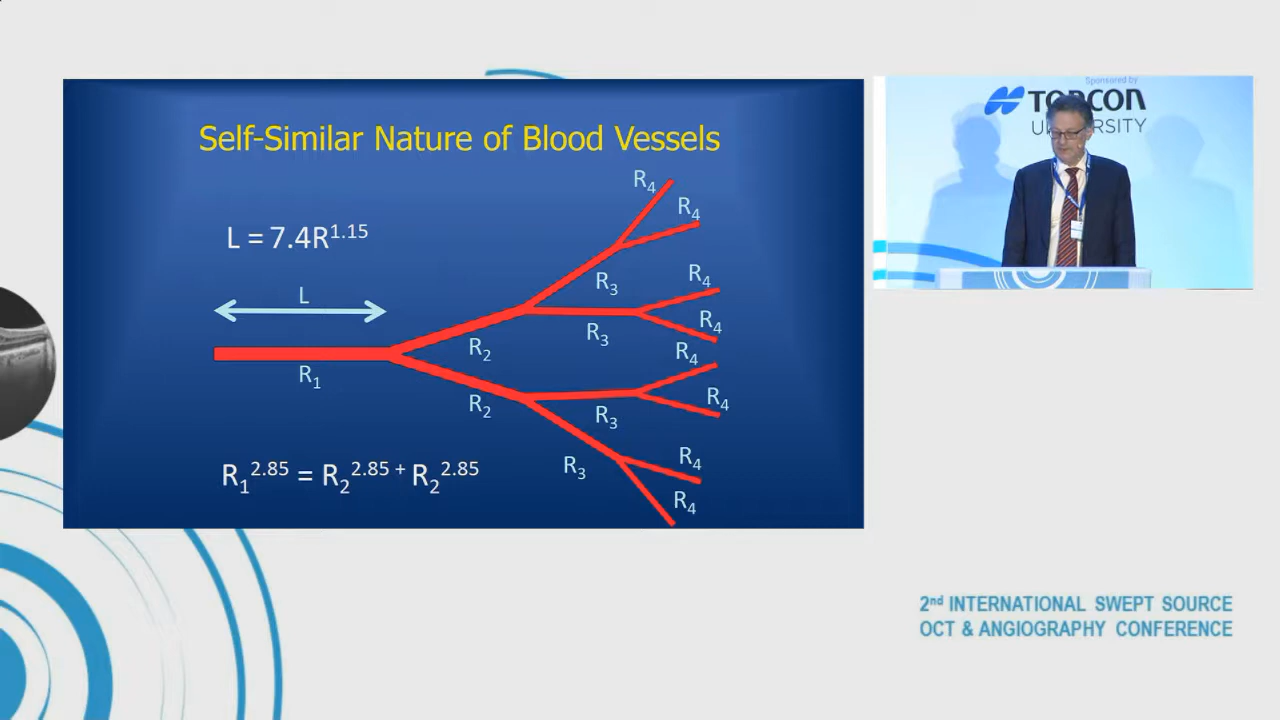 Self-Similar Nature of Blood Vessels
L = 7.4R^1.15
L
R₁
R₂
R₂
R₃
R₃
R₃
R₃
R₄
R₄
R₄
R₄
R₄
R₄
R₄
R₄
R₁^2.85 = R₂^2.85 + R₂^2.85
Sponsored by
TOPCON
UNIVERSITY
2nd INTERNATIONAL SWEPT SOURCE
OCT & ANGIOGRAPHY CONFERENCE